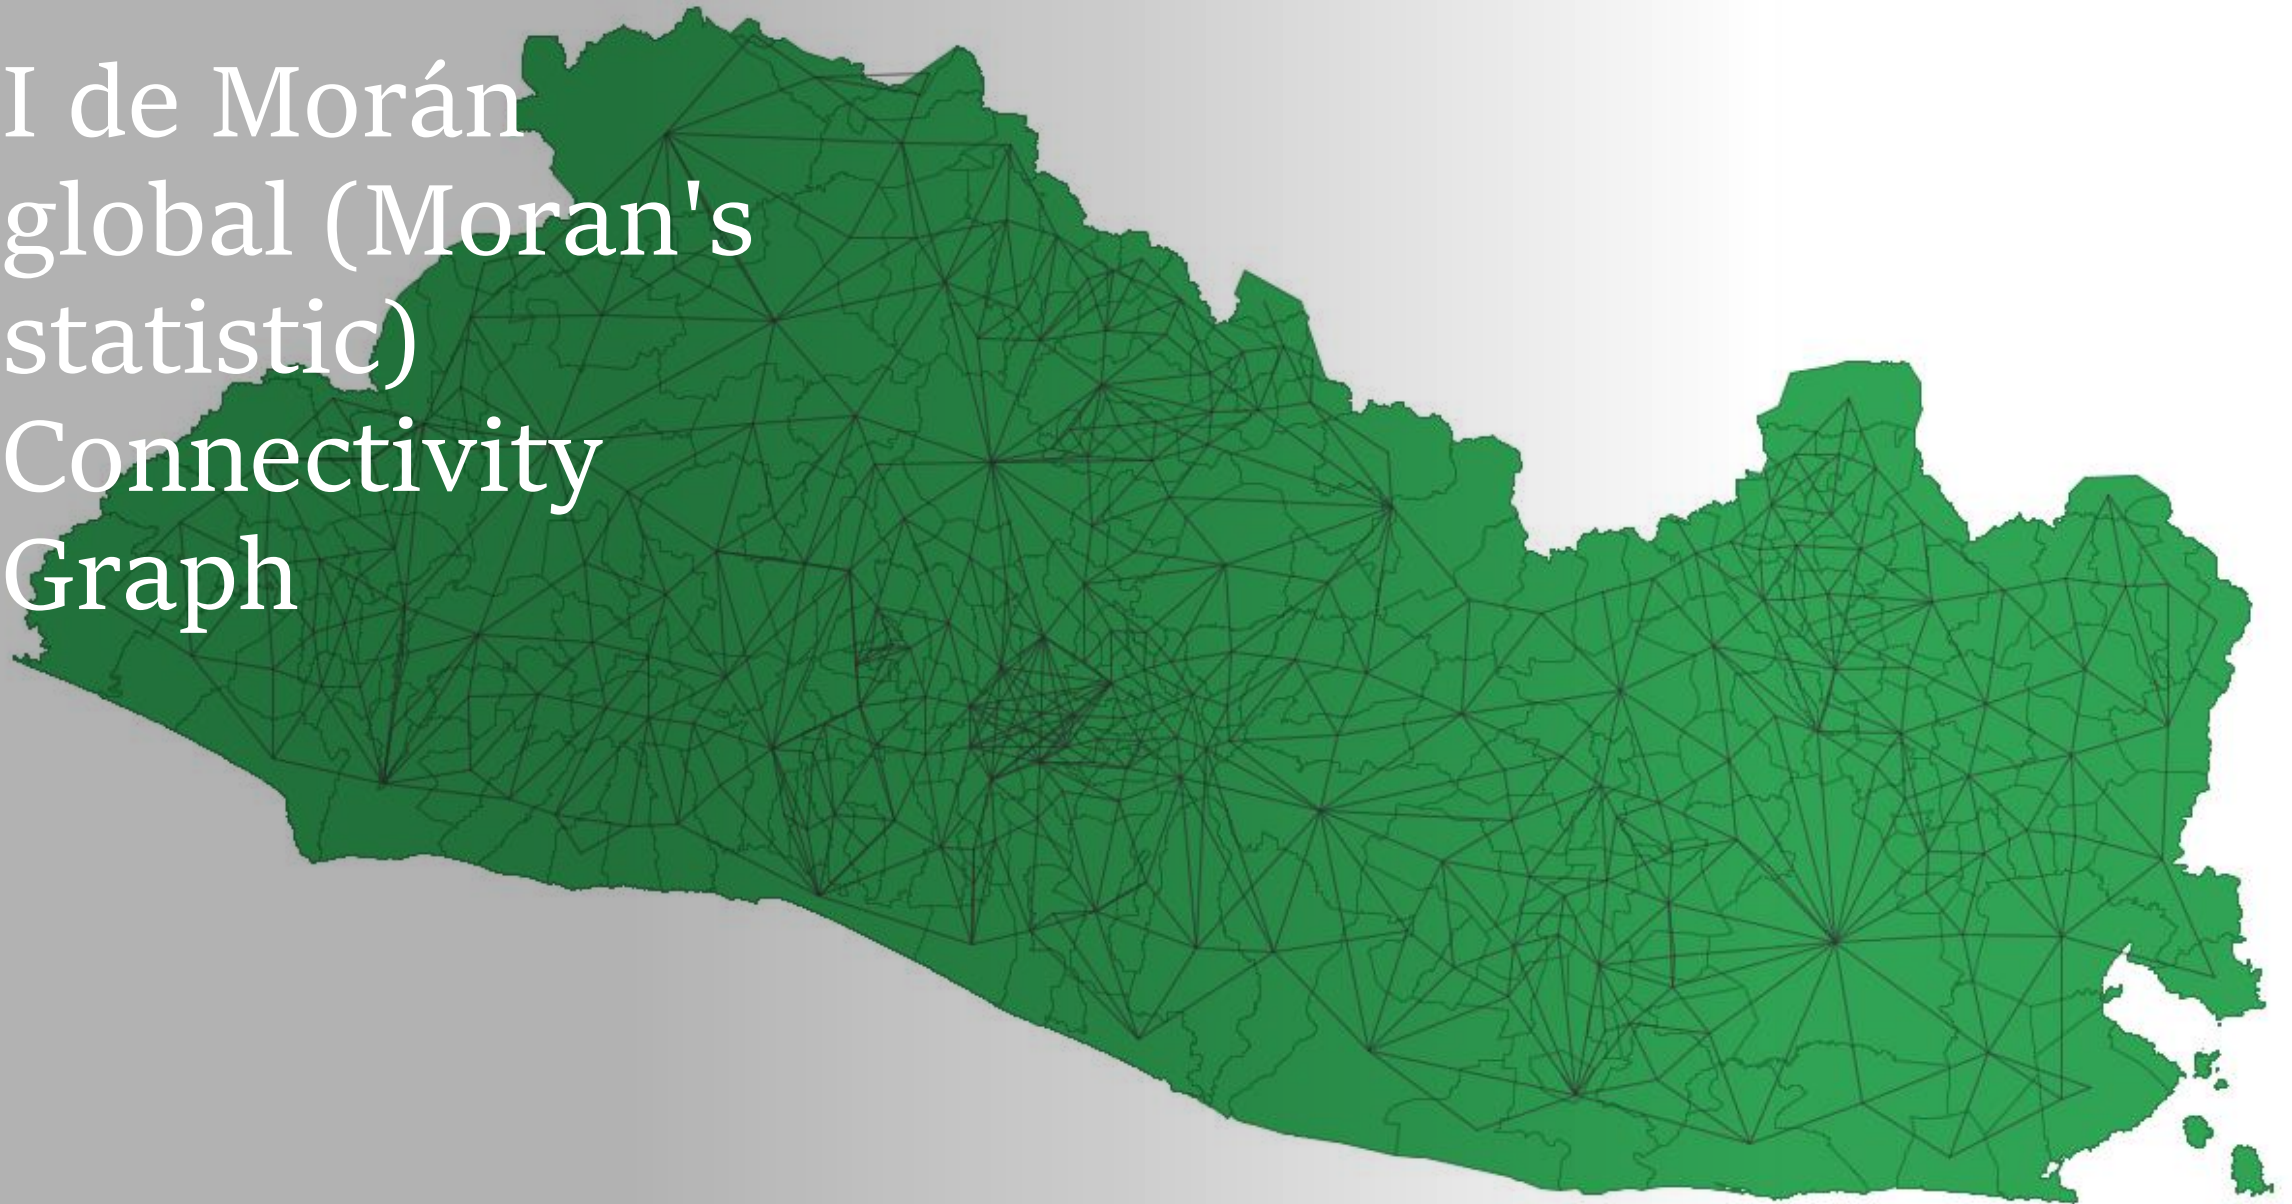 I de Morán
global (Moran's
statistic)
Connectivity
Graph